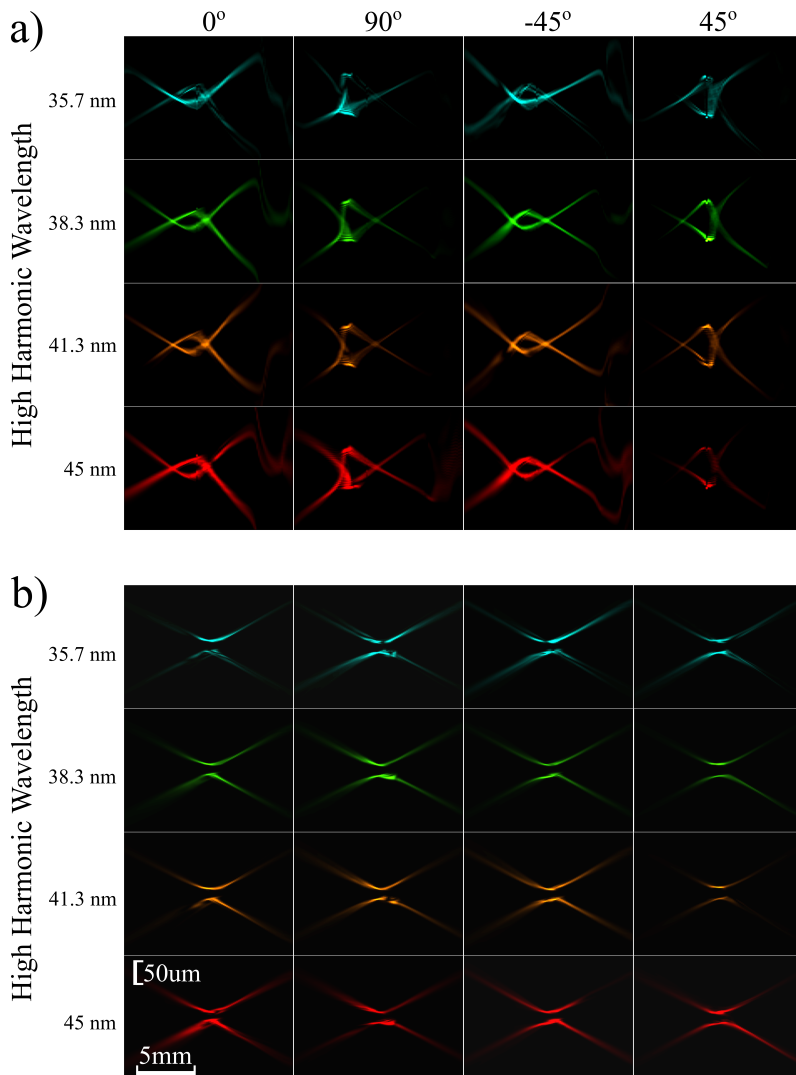 a)
0º 90º -45º 45º
High Harmonic Wavelength
35.7 nm
38.3 nm
41.3 nm
45 nm
b)
High Harmonic Wavelength
35.7 nm
38.3 nm
41.3 nm
45 nm
50um
5mm